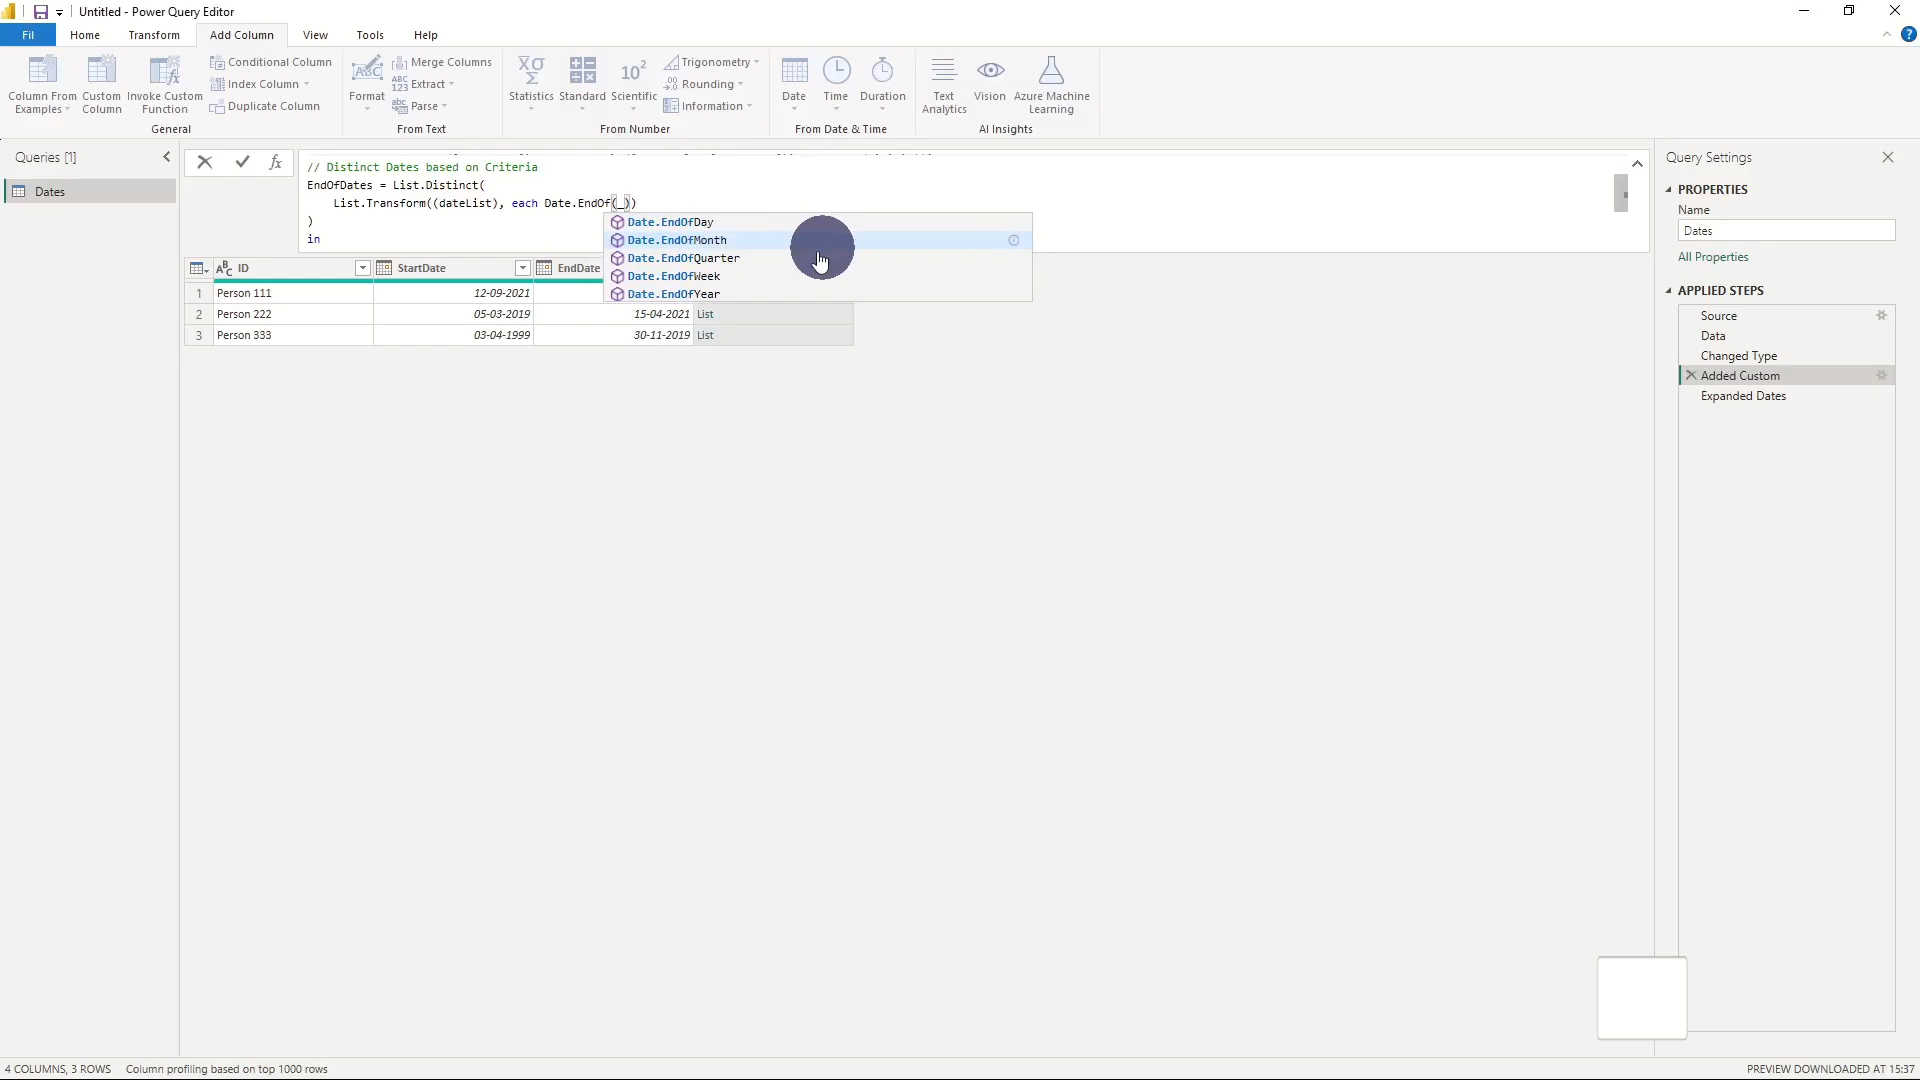 Untitled - Power Query Editor
Fil Home Transform Add Column View Tools Help
Column From Examples
Custom Column
Invoke Custom Function
Conditional Column
Index Column
Duplicate Column
General
Format
Merge Columns
Extract
Parse
From Text
Statistics
Standard
Scientific
Trigonometry
Rounding
Information
From Number
Date
Time
Duration
From Date & Time
Text Analytics
Vision
Azure Machine Learning
AI Insights
Queries [1]
Dates
// Distinct Dates based on Criteria
EndOfDates = List.Distinct(
List.Transform((dateList), each Date.EndOf(_))
)
in
Date.EndOfDay
Date.EndOfMonth
Date.EndOfQuarter
Date.EndOfWeek
Date.EndOfYear
ID StartDate EndDate
1 Person 111 12-09-2021
2 Person 222 05-03-2019 15-04-2021 List
3 Person 333 03-04-1999 30-11-2019 List
Query Settings
PROPERTIES
Name
Dates
All Properties
APPLIED STEPS
Source
Data
Changed Type
Added Custom
Expanded Dates
4 COLUMNS, 3 ROWS Column profiling based on top 1000 rows
PREVIEW DOWNLOADED AT 15:37